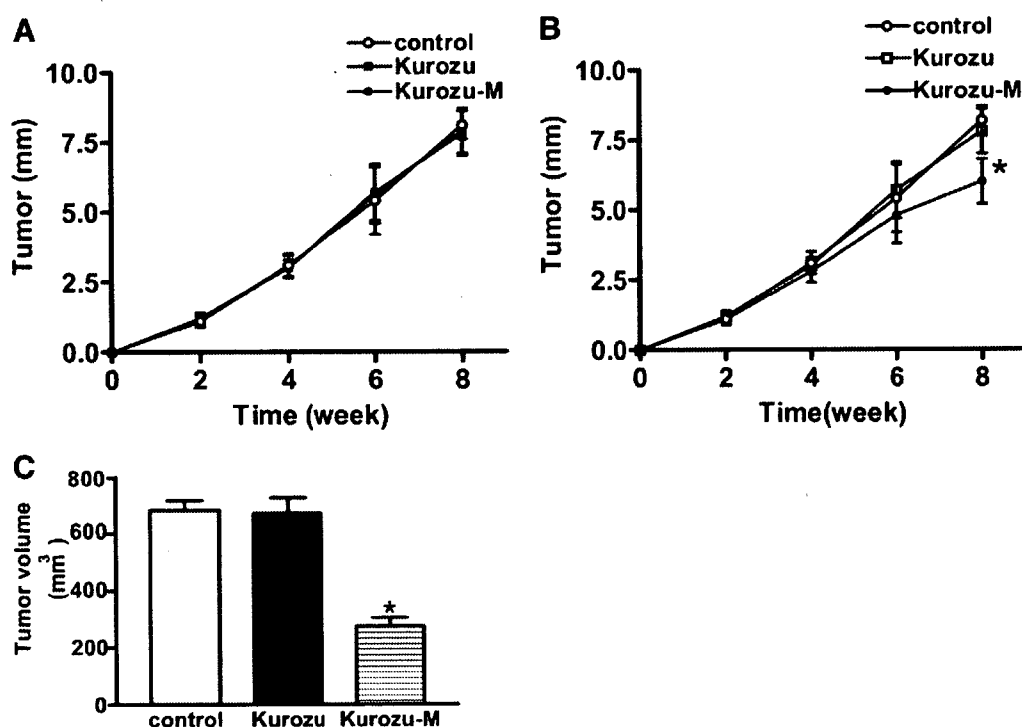 A
control
Kurozu
Kurozu-M
10.0
7.5
5.0
2.5
0.0
Tumor (mm)
0 2 4 6 8
Time (week)
B
control
Kurozu
Kurozu-M
10.0
7.5
5.0
2.5
0.0
Tumor (mm)
*
0 2 4 6 8
Time(week)
C
800
600
400
200
0
Tumor volume
(mm3)
*
control Kurozu Kurozu-M